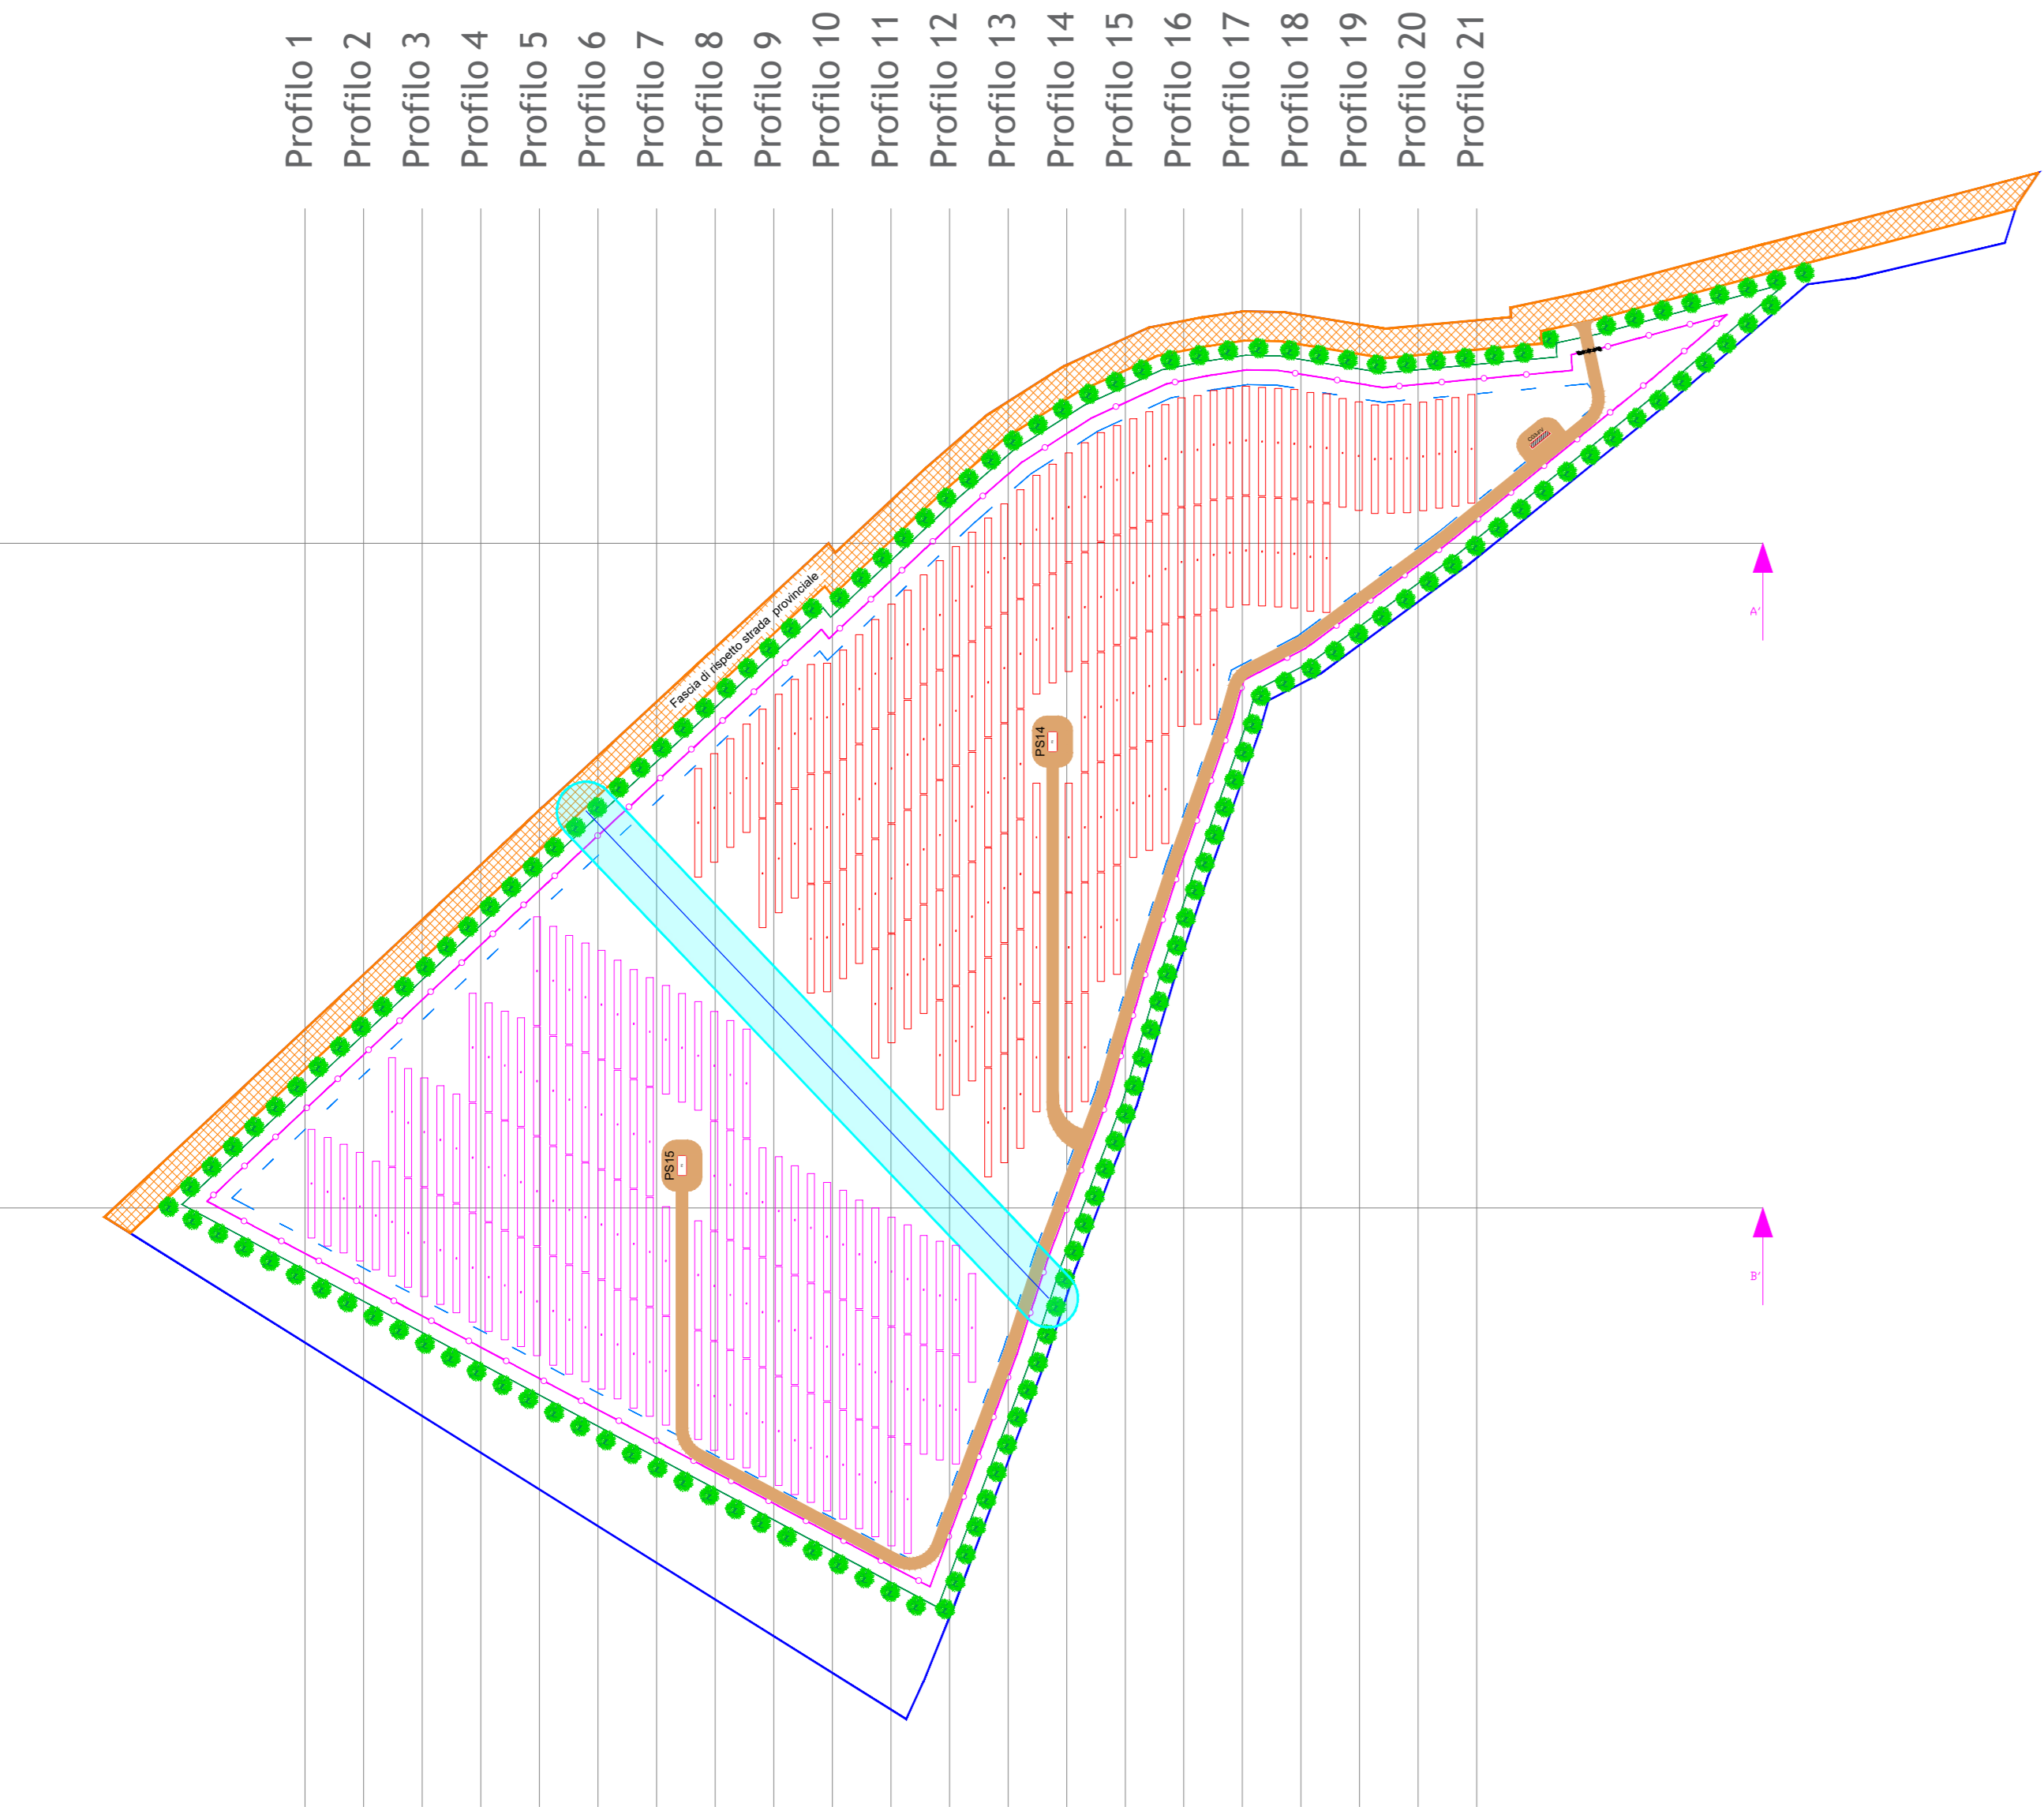 Profilo 1
Profilo 2
Profilo 3
Profilo 4
Profilo 5
Profilo 6
Profilo 7
Profilo 8
Profilo 9
Profilo 10
Profilo 11
Profilo 12
Profilo 13
Profilo 14
Profilo 15
Profilo 16
Profilo 17
Profilo 18
Profilo 19
Profilo 20
Profilo 21
Fascia di rispetto strada provinciale
A'
PS14
PS15
B'